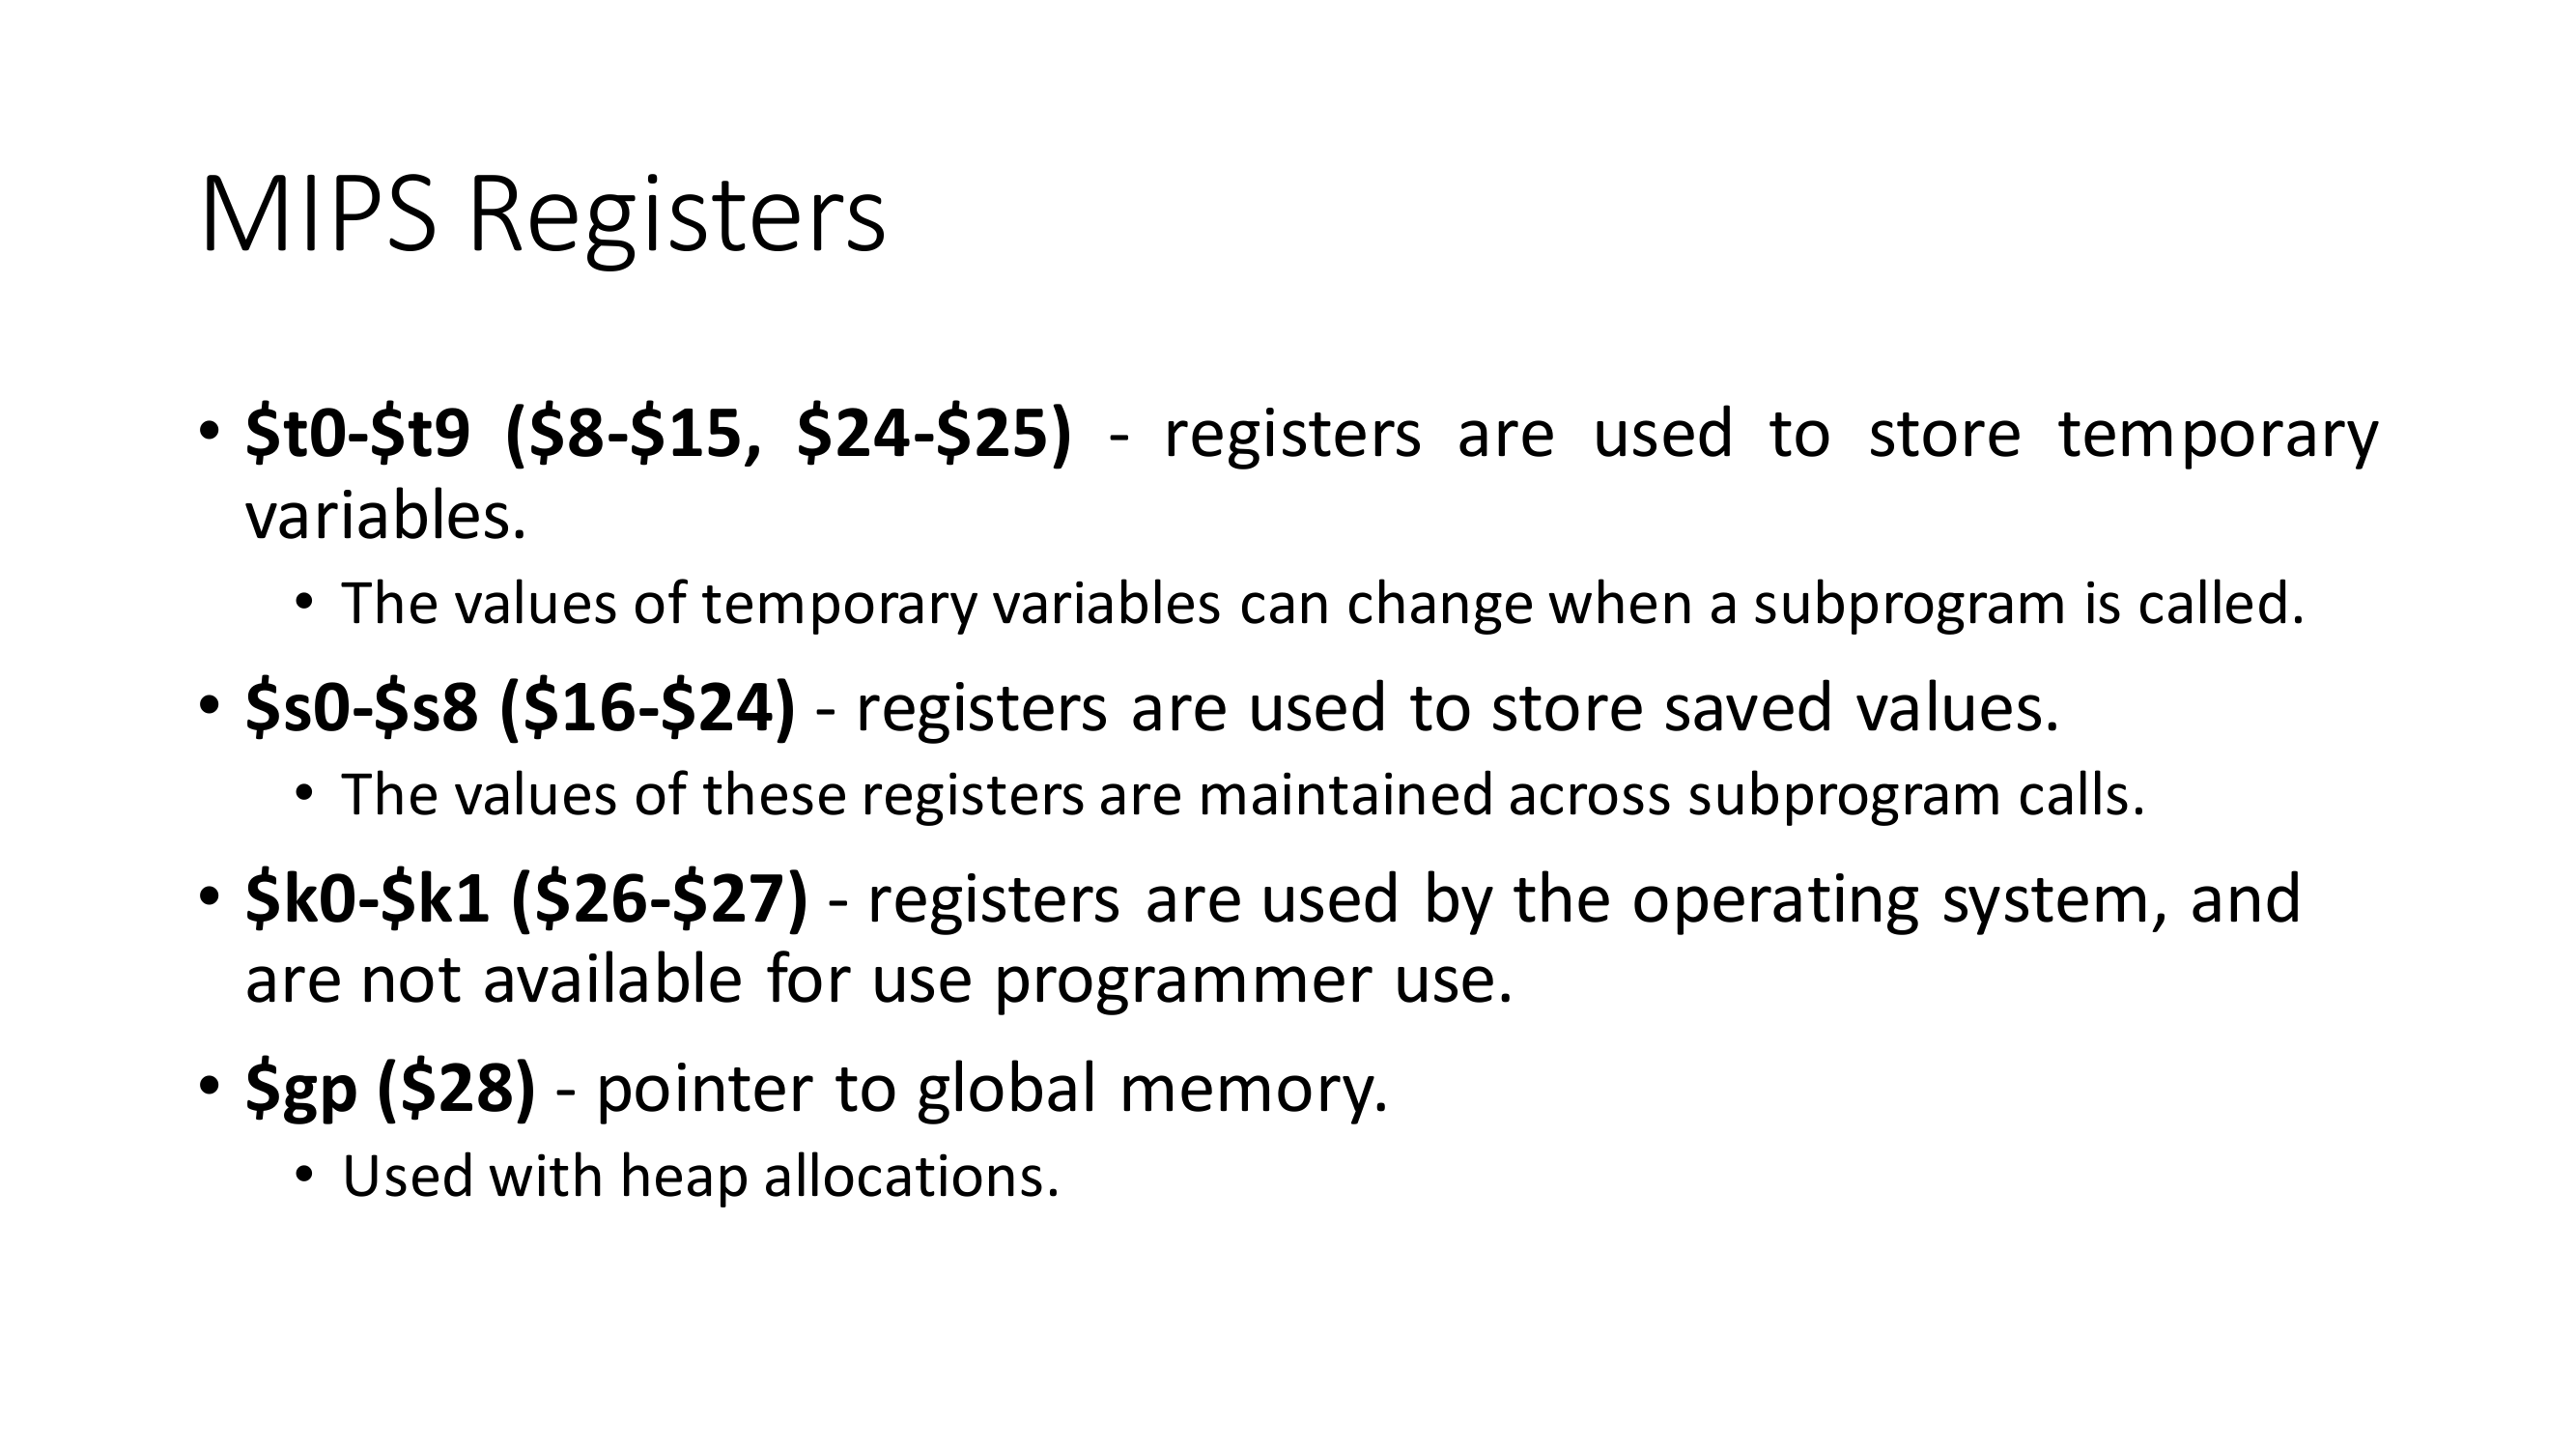 MIPS Registers
• $t0-$t9 ($8-$15, $24-$25) - registers are used to store temporary
variables.
• The values of temporary variables can change when a subprogram is called.
• $s0-$s8 ($16-$24) - registers are used to store saved values.
• The values of these registers are maintained across subprogram calls.
• $k0-$k1 ($26-$27) - registers are used by the operating system, and
are not available for use programmer use.
• $gp ($28) - pointer to global memory.
• Used with heap allocations.